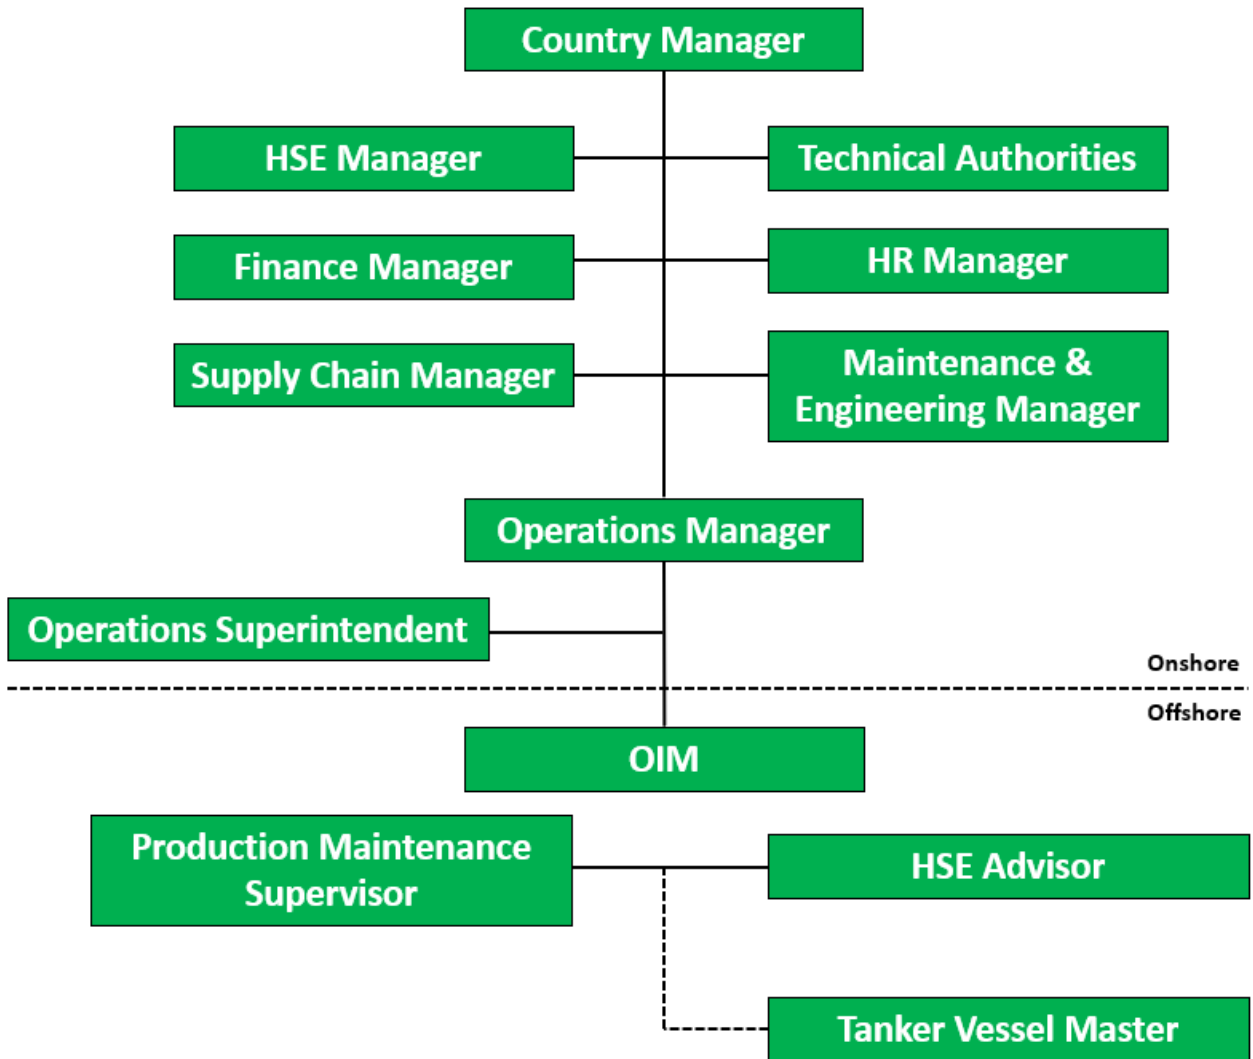 Country Manager
HSE Manager
Technical Authorities
Finance Manager
HR Manager
Supply Chain Manager
Maintenance &
Engineering Manager
Operations Manager
Operations Superintendent
Onshore
Offshore
OIM
Production Maintenance
Supervisor
HSE Advisor
Tanker Vessel Master